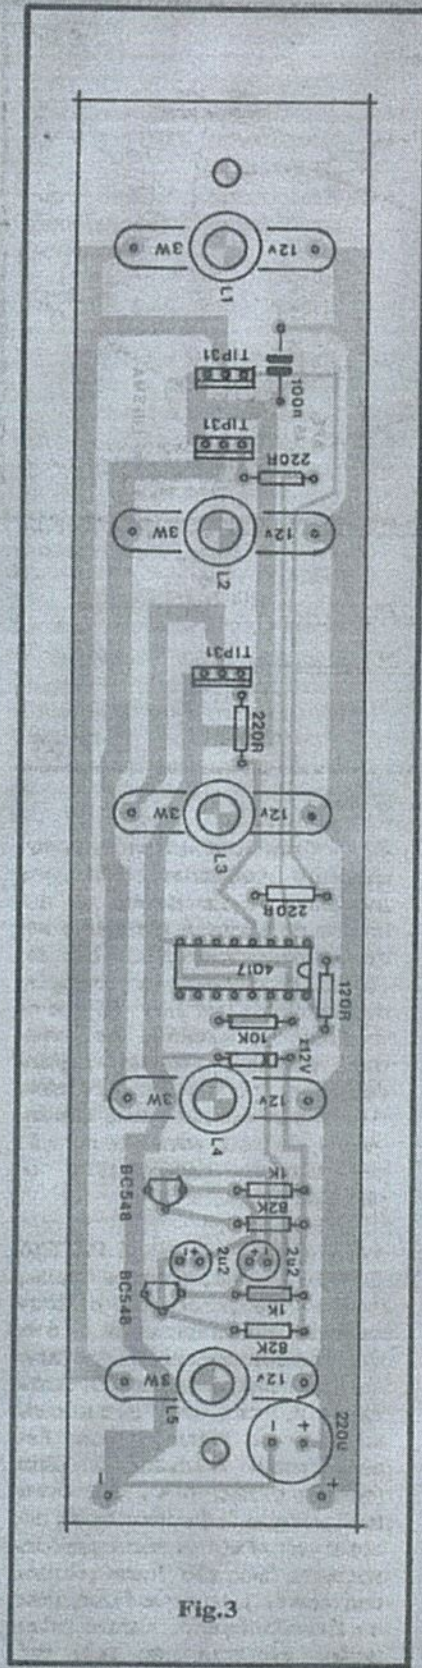 3W
12v
L1
TIP31
100n
TIP31
220R
3W
12v
L2
TIP31
220R
3W
12v
L3
220R
4017
120R
10K
z12V
3W
12v
L4
BC548
1K
82K
2u2
2u2
BC548
1K
82K
3W
12v
L5
220u
- +
- +
Fig.3